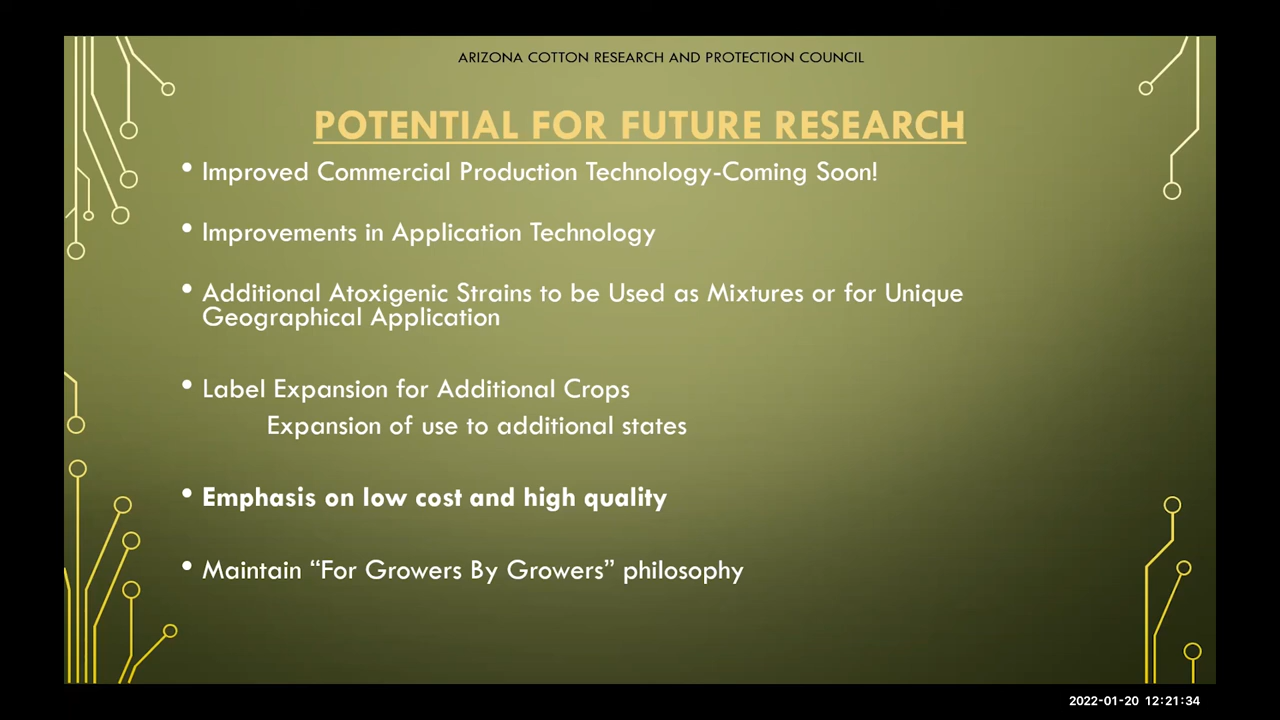 ARIZONA COTTON RESEARCH AND PROTECTION COUNCIL
POTENTIAL FOR FUTURE RESEARCH
• Improved Commercial Production Technology-Coming Soon!
• Improvements in Application Technology
• Additional Atoxigenic Strains to be Used as Mixtures or for Unique
Geographical Application
• Label Expansion for Additional Crops
Expansion of use to additional states
• Emphasis on low cost and high quality
• Maintain “For Growers By Growers” philosophy
2022-01-20 12:21:34